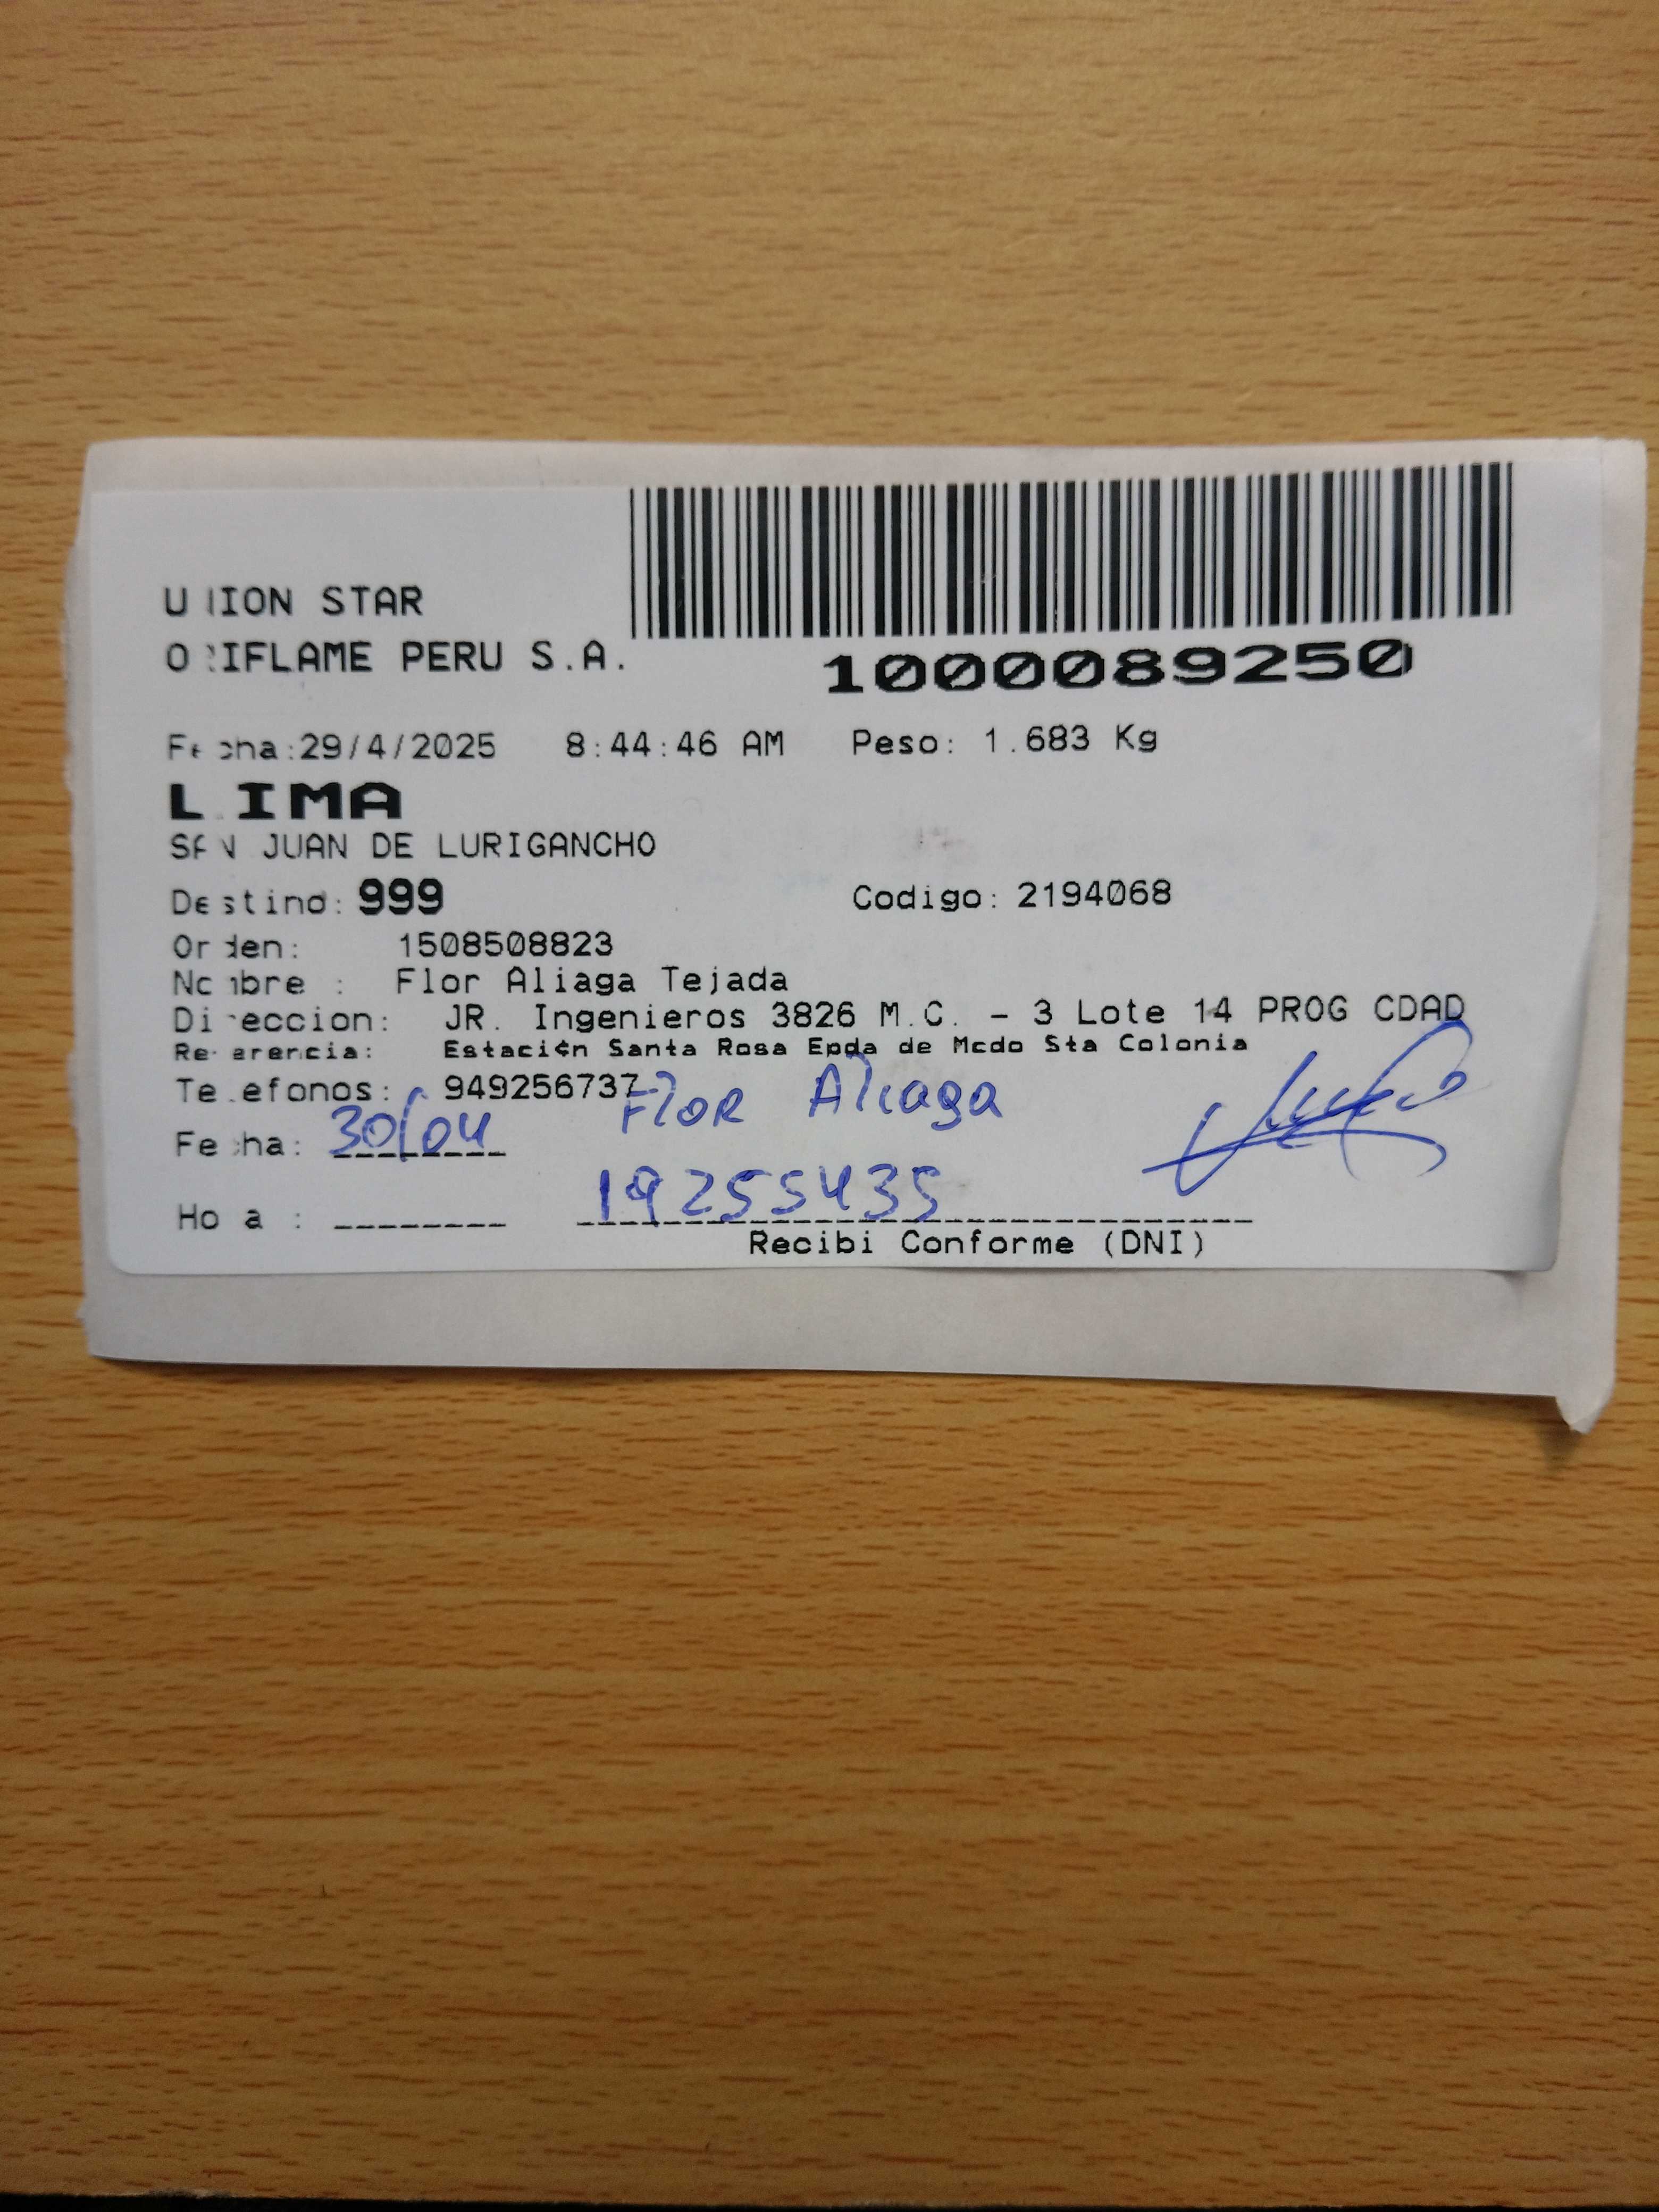 UNION STAR
ORIFLAME PERU S.A.
1000089250
Fecha:29/4/2025 8:44:46 AM Peso: 1.683 Kg
LIMA
SAN JUAN DE LURIGANCHO
Destino: 999 Codigo: 2194068
Orden: 1508508823
Nombre : Flor Aliaga Tejada
Direccion: JR. Ingenieros 3826 M.C. - 3 Lote 14 PROG CDAD
Referencia: Estaci¢n Santa Rosa Epda de Mcdo Sta Colonia
Telefonos: 949256737
Flor Aliaga
Fecha: 30/04
Hora : 19255435
Recibi Conforme (DNI)